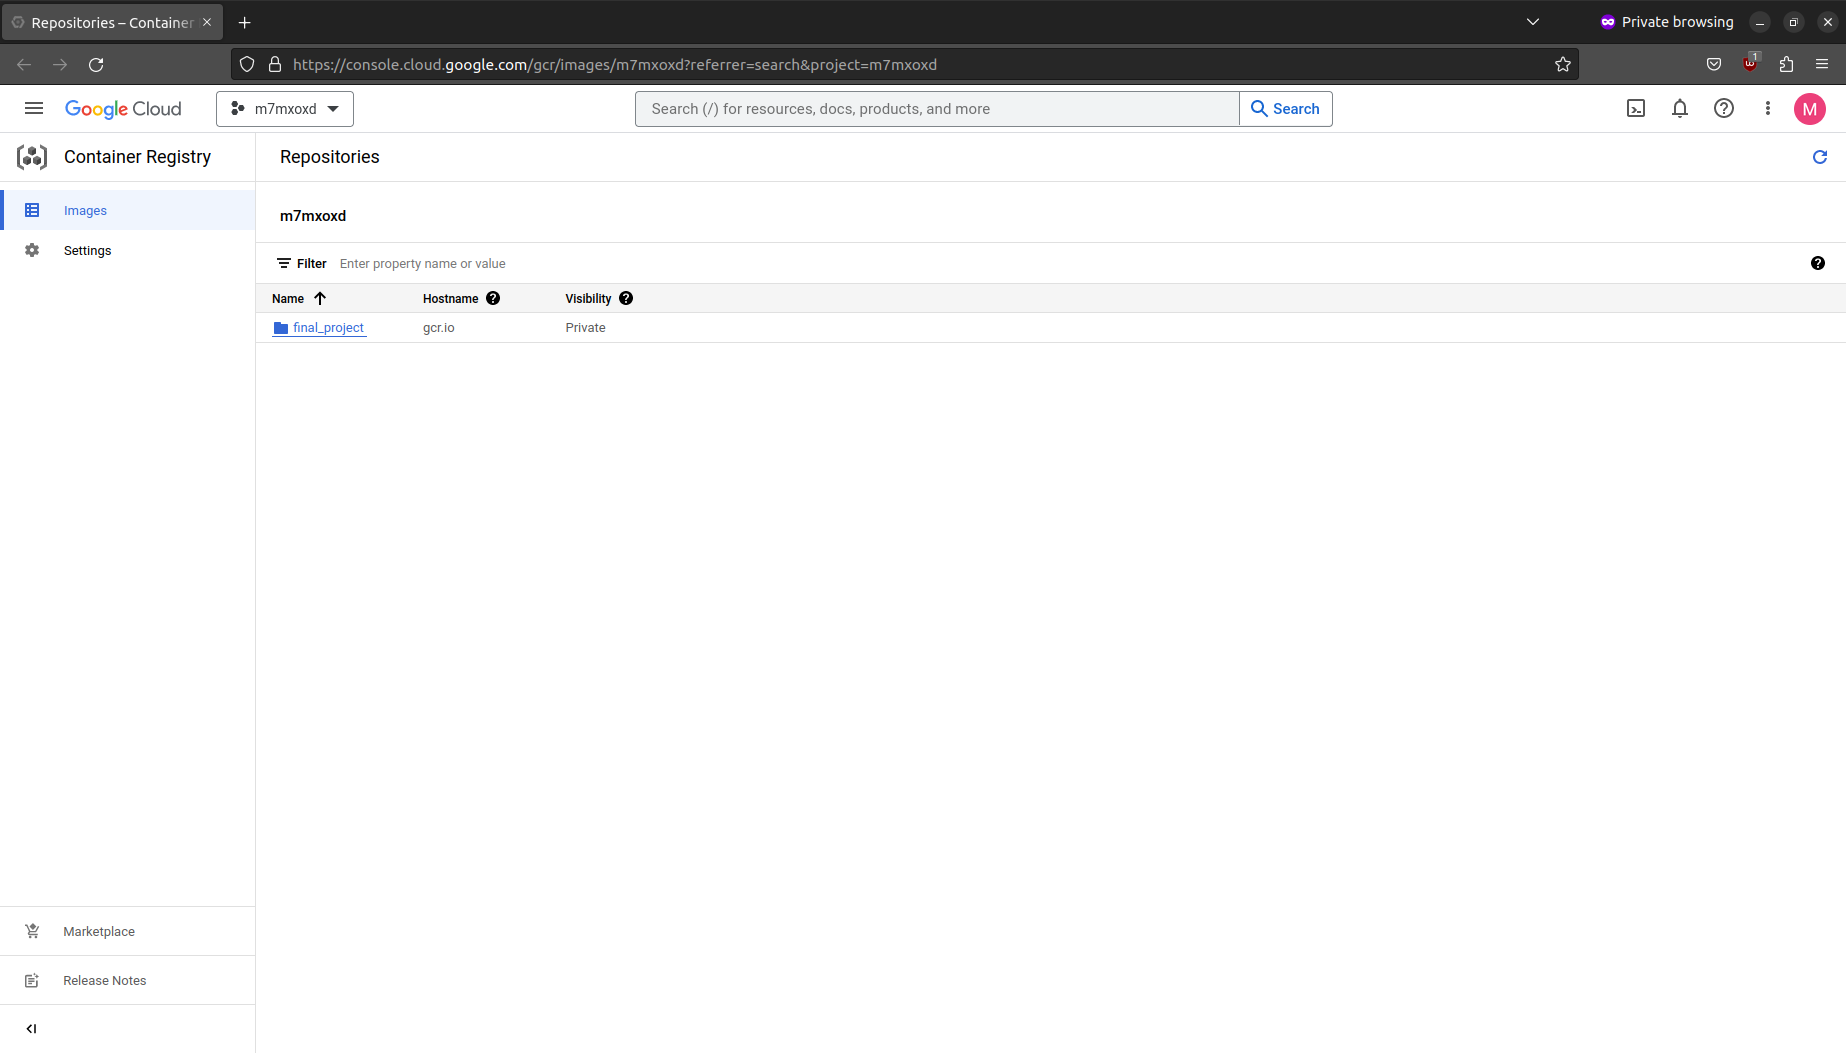 Repositories – Container
Private browsing
https://console.cloud.google.com/gcr/images/m7mxoxd?referrer=search&project=m7mxoxd
1
Google Cloud
m7mxoxd
Search (/) for resources, docs, products, and more
Search
M
Container Registry
Repositories
Images
Settings
m7mxoxd
Filter Enter property name or value
Name Hostname Visibility
final_project gcr.io Private
Marketplace
Release Notes